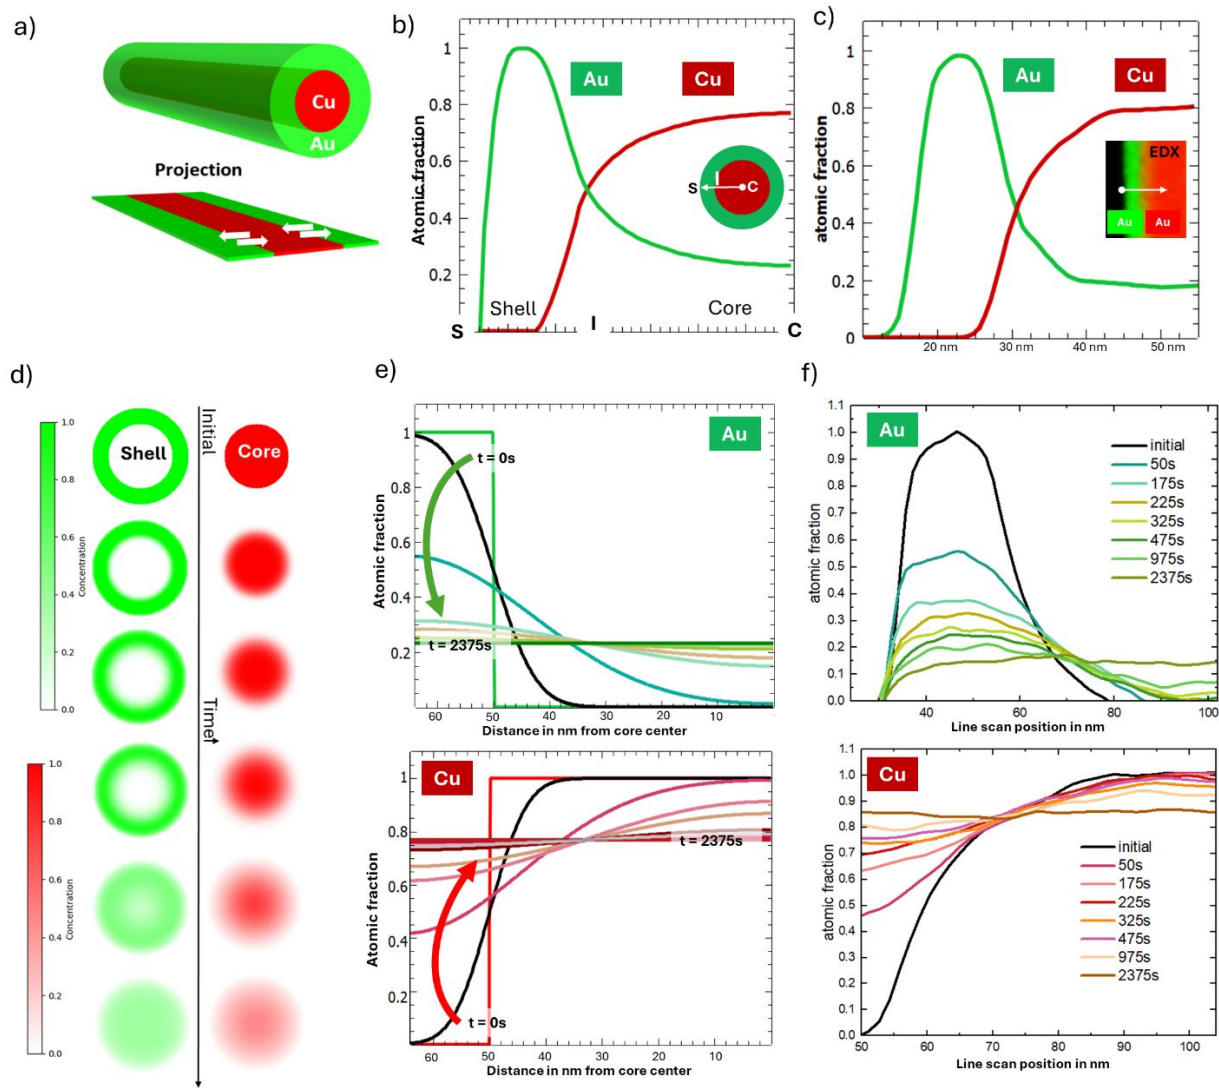 a)
Cu
Au
Projection
b)
Atomic fraction
1
0.8
0.6
0.4
0.2
Au
Cu
S
I
C
Shell
Core
S
I
C
c)
atomic fraction
1
0.8
0.6
0.4
0.2
0
Au
Cu
EDX
Au
Au
20 nm
30 nm
40 nm
50 nm
d)
1.0
0.8
0.6
0.4
0.2
0.0
Concentration
Shell
Initial
Core
Time
1.0
0.8
0.6
0.4
0.2
0.0
Concentration
e)
Au
Atomic fraction
1
0.8
0.6
0.4
0.2
t = 0s
t = 2375s
60
50
40
30
20
10
Distance in nm from core center
Cu
Atomic fraction
1
0.8
0.6
0.4
0.2
t = 2375s
t = 0s
60
50
40
30
20
10
Distance in nm from core center
f)
Au
atomic fraction
1.1
1.0
0.9
0.8
0.7
0.6
0.5
0.4
0.3
0.2
0.1
0.0
initial
50s
175s
225s
325s
475s
975s
2375s
40
60
80
100
Line scan position in nm
Cu
atomic fraction
1.1
1.0
0.9
0.8
0.7
0.6
0.5
0.4
0.3
0.2
0.1
0.0
initial
50s
175s
225s
325s
475s
975s
2375s
50
60
70
80
90
100
Line scan position in nm